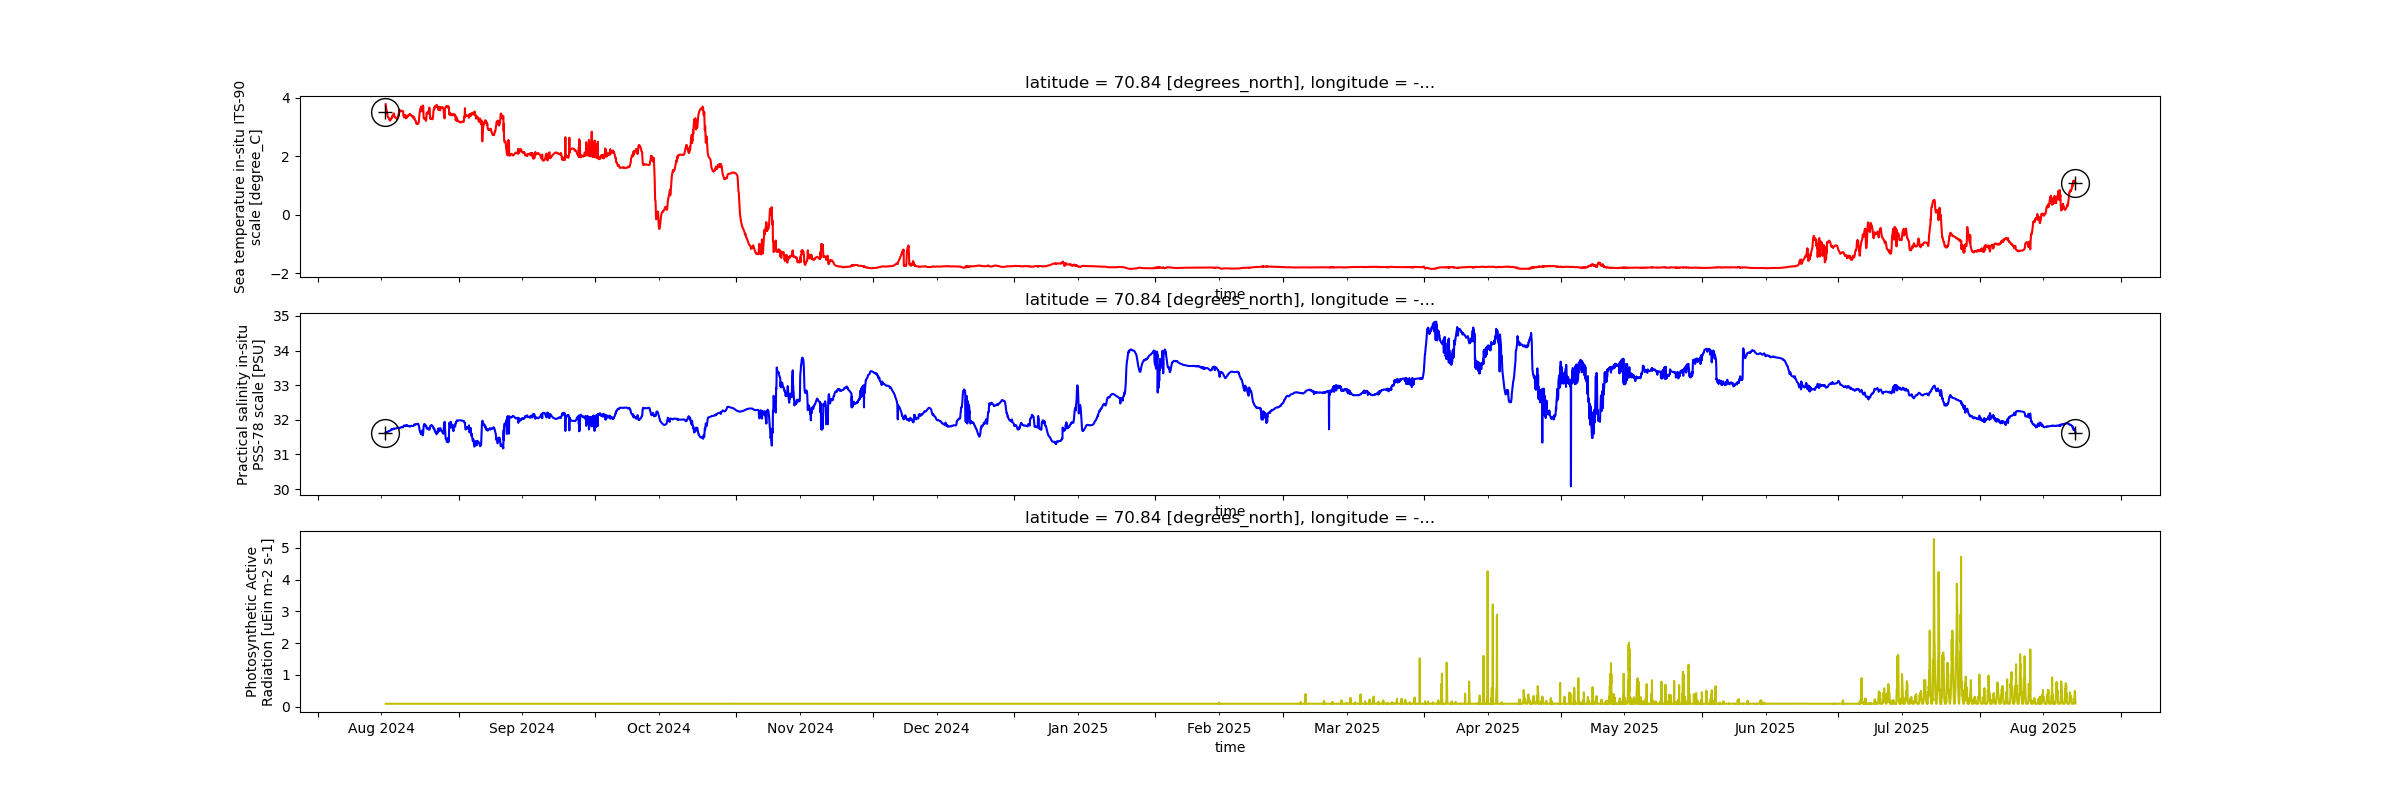 latitude = 70.84 [degrees_north], longitude = -...
Sea temperature in-situ ITS-90
scale [degree_C]
4
2
0
−2
time
latitude = 70.84 [degrees_north], longitude = -...
Practical salinity in-situ
PSS-78 scale [PSU]
35
34
33
32
31
30
time
latitude = 70.84 [degrees_north], longitude = -...
Photosynthetic Active
Radiation [uEin m-2 s-1]
5
4
3
2
1
0
Aug 2024 Sep 2024 Oct 2024 Nov 2024 Dec 2024 Jan 2025 Feb 2025 Mar 2025 Apr 2025 May 2025 Jun 2025 Jul 2025 Aug 2025
time